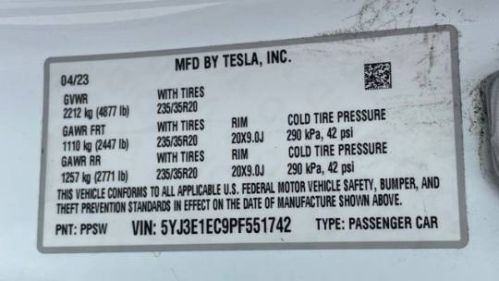 MFD BY TESLA, INC.
04/23
GVWR WITH TIRES
2212 kg (4877 lb) 235/35R20
GAWR FRT WITH TIRES RIM COLD TIRE PRESSURE
1110 kg (2447 lb) 235/35R20 20X9.0J 290 kPa, 42 psi
GAWR RR WITH TIRES RIM COLD TIRE PRESSURE
1257 kg (2771 lb) 235/35R20 20X9.0J 290 kPa, 42 psi
THIS VEHICLE CONFORMS TO ALL APPLICABLE U.S. FEDERAL MOTOR VEHICLE SAFETY, BUMPER, AND
THEFT PREVENTION STANDARDS IN EFFECT ON THE DATE OF MANUFACTURE SHOWN ABOVE.
PNT: PPSW VIN: 5YJ3E1EC9PF551742 TYPE: PASSENGER CAR